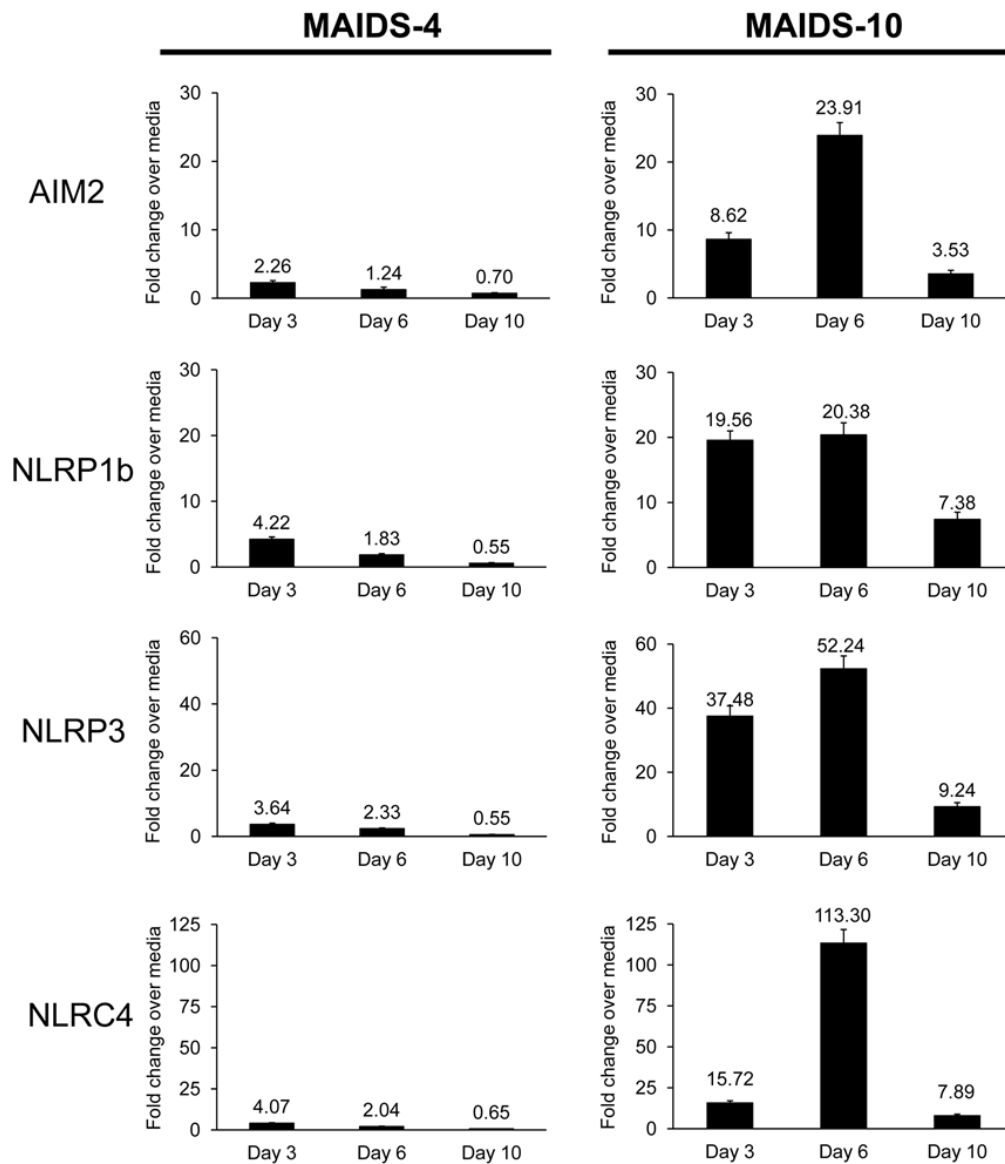 MAIDS-4
MAIDS-10
AIM2
Fold change over media
30
20
10
0
2.26
1.24
0.70
Day 3
Day 6
Day 10
Fold change over media
30
20
10
0
8.62
23.91
3.53
Day 3
Day 6
Day 10
NLRP1b
Fold change over media
30
20
10
0
4.22
1.83
0.55
Day 3
Day 6
Day 10
Fold change over media
30
20
10
0
19.56
20.38
7.38
Day 3
Day 6
Day 10
NLRP3
Fold change over media
60
40
20
0
3.64
2.33
0.55
Day 3
Day 6
Day 10
Fold change over media
60
40
20
0
37.48
52.24
9.24
Day 3
Day 6
Day 10
NLRC4
Fold change over media
125
100
75
50
25
0
4.07
2.04
0.65
Day 3
Day 6
Day 10
Fold change over media
125
100
75
50
25
0
15.72
113.30
7.89
Day 3
Day 6
Day 10